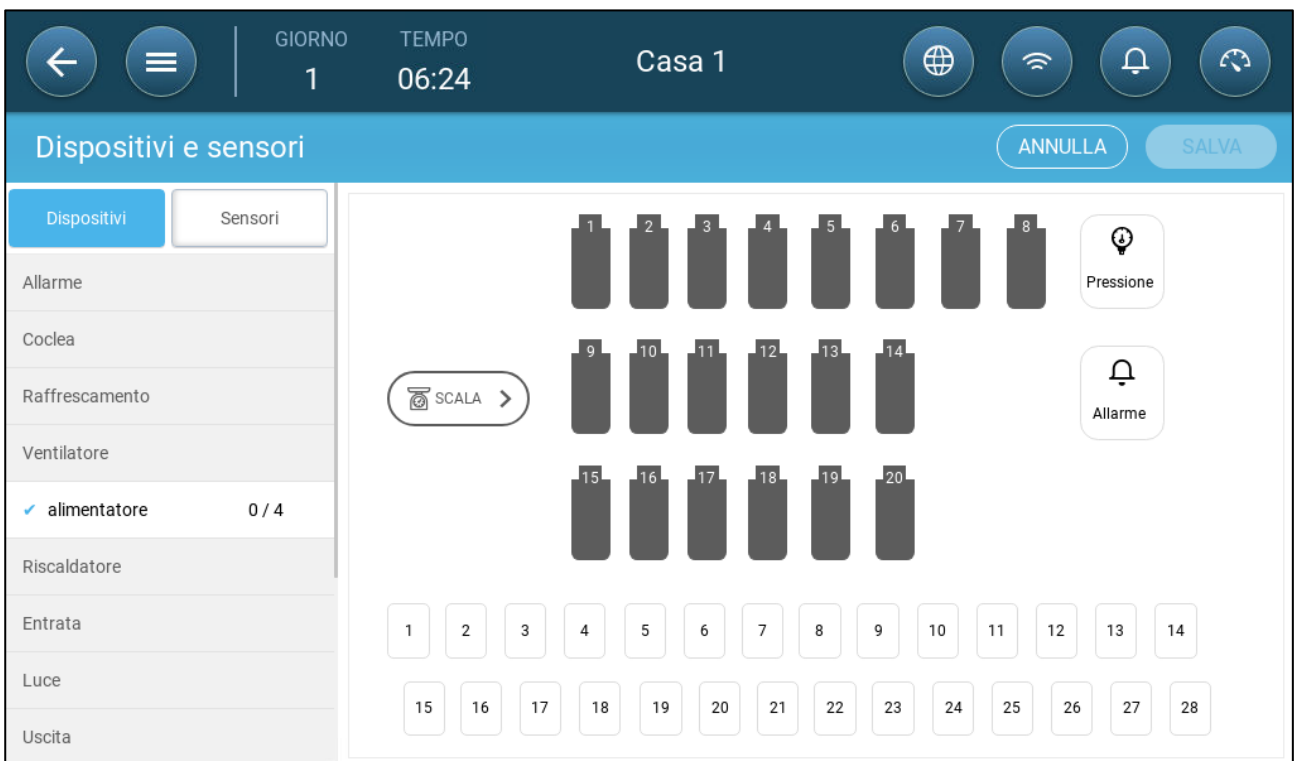 GIORNO TEMPO
1 06:24 Casa 1
Dispositivi e sensori ANNULLA SALVA
Dispositivi Sensori
Allarme
Coclea
Raffrescamento
Ventilatore
alimentatore 0 / 4
Riscaldatore
Entrata
Luce
Uscita
1 2 3 4 5 6 7 8
Pressione
9 10 11 12 13 14
SCALA
Allarme
15 16 17 18 19 20
1 2 3 4 5 6 7 8 9 10 11 12 13 14
15 16 17 18 19 20 21 22 23 24 25 26 27 28